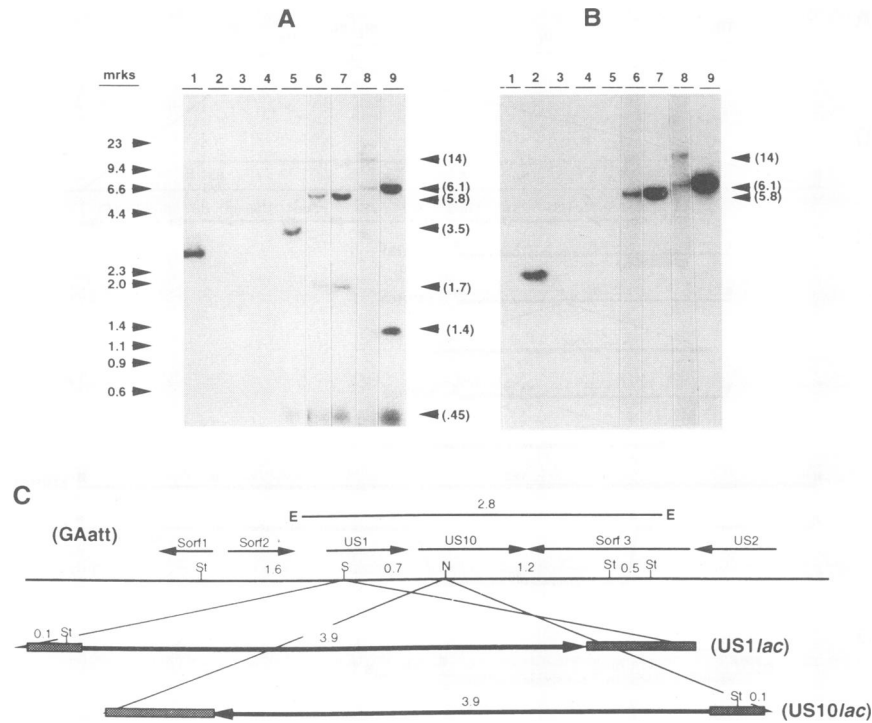 A
B
mrks
1 2 3 4 5 6 7 8 9
1 2 3 4 5 6 7 8 9
23
9.4
6.6
4.4
2.3
2.0
1.4
1.1
0.9
0.6
(14)
(6.1)
(5.8)
(3.5)
(1.7)
(1.4)
(.45)
(14)
(6.1)
(5.8)
C
E 2.8 E
(GAatt)
Sorf1 Sorf2 US1 US10 Sorf 3 US2
St 1.6 S 0.7 N 1.2 St 0.5 St
0.1 St 3.9 (US1lac)
3.9 St 0.1 (US10lac)